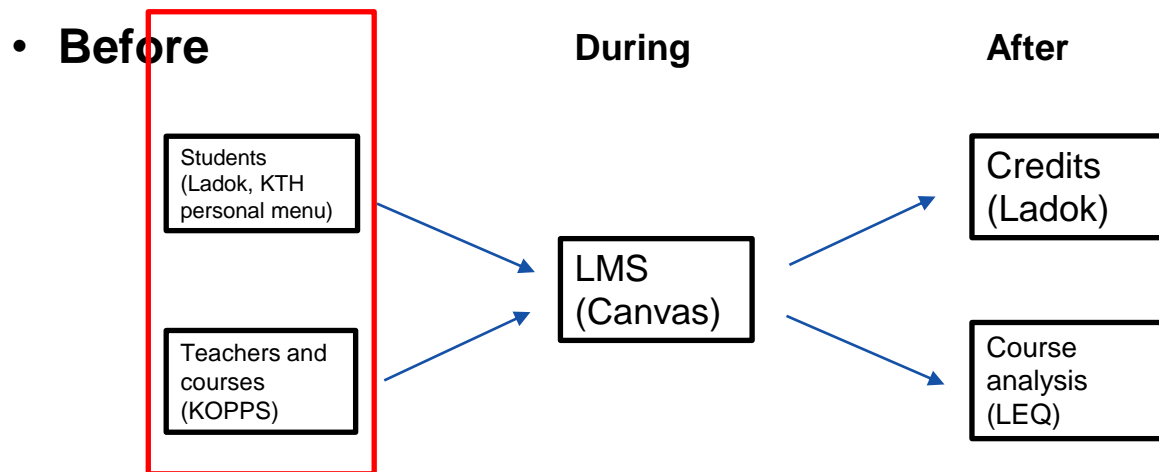 • Before
During
After
Students
(Ladok, KTH
personal menu)
Teachers and
courses
(KOPPS)
LMS
(Canvas)
Credits
(Ladok)
Course
analysis
(LEQ)